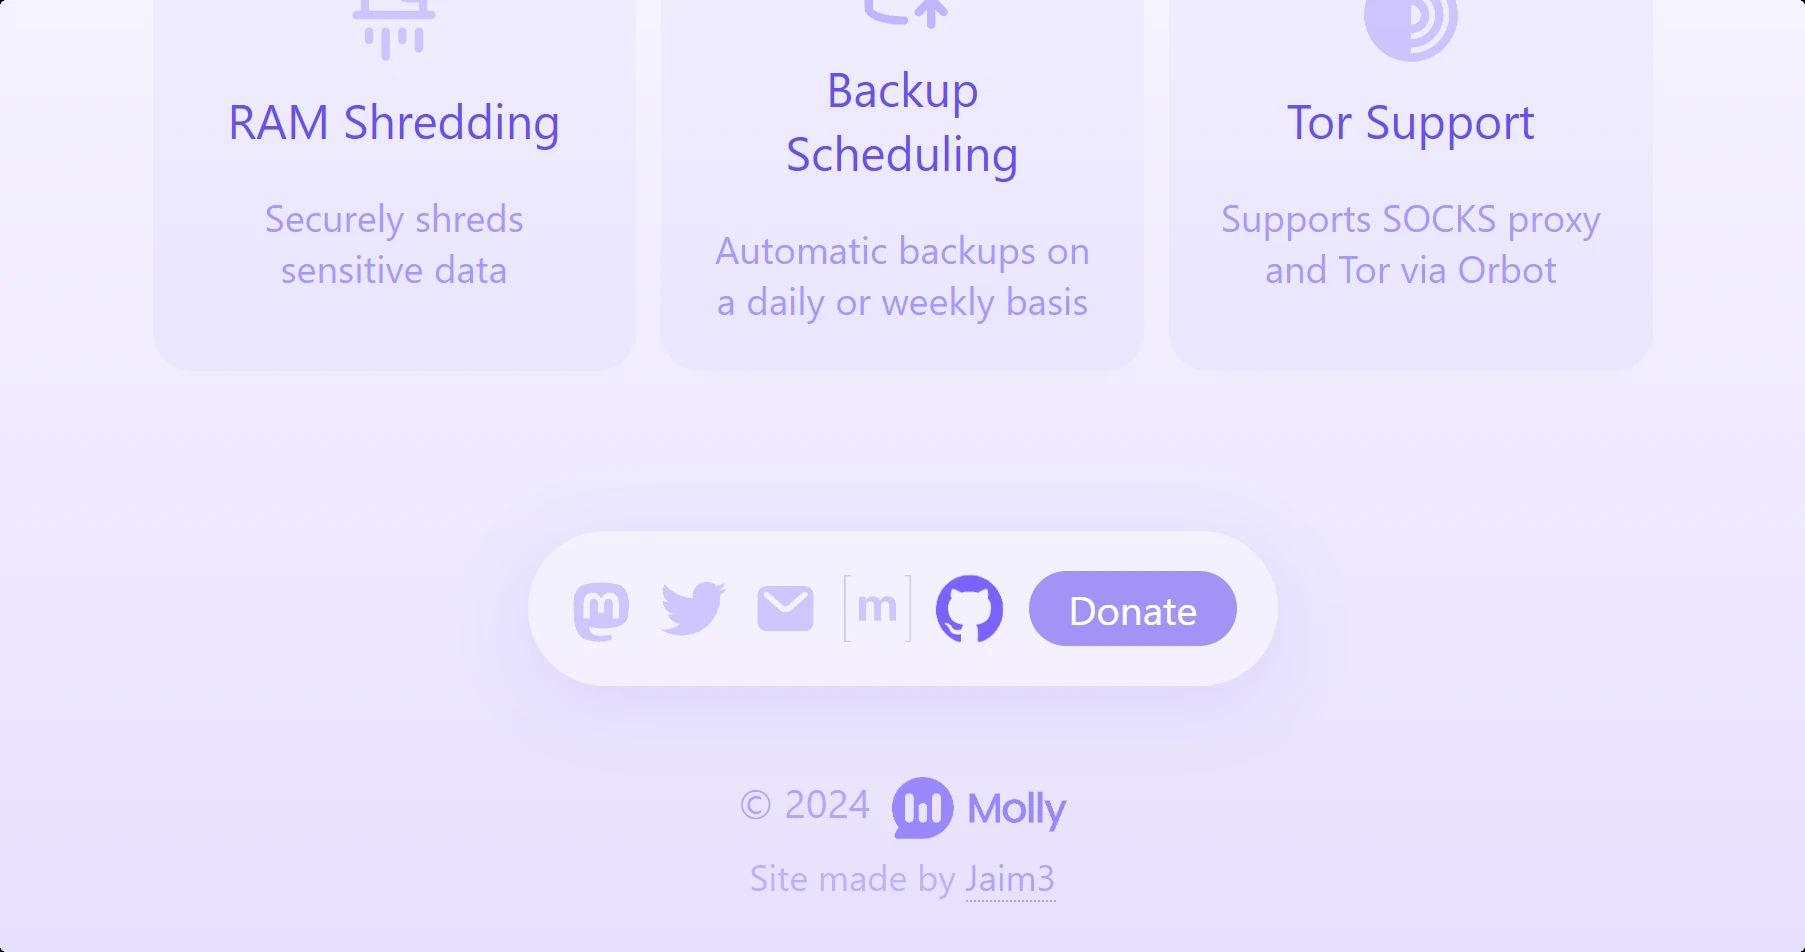 RAM Shredding
Securely shreds
sensitive data
Backup
Scheduling
Automatic backups on
a daily or weekly basis
Tor Support
Supports SOCKS proxy
and Tor via Orbot
[m]
Donate
© 2024 Molly
Site made by Jaim3